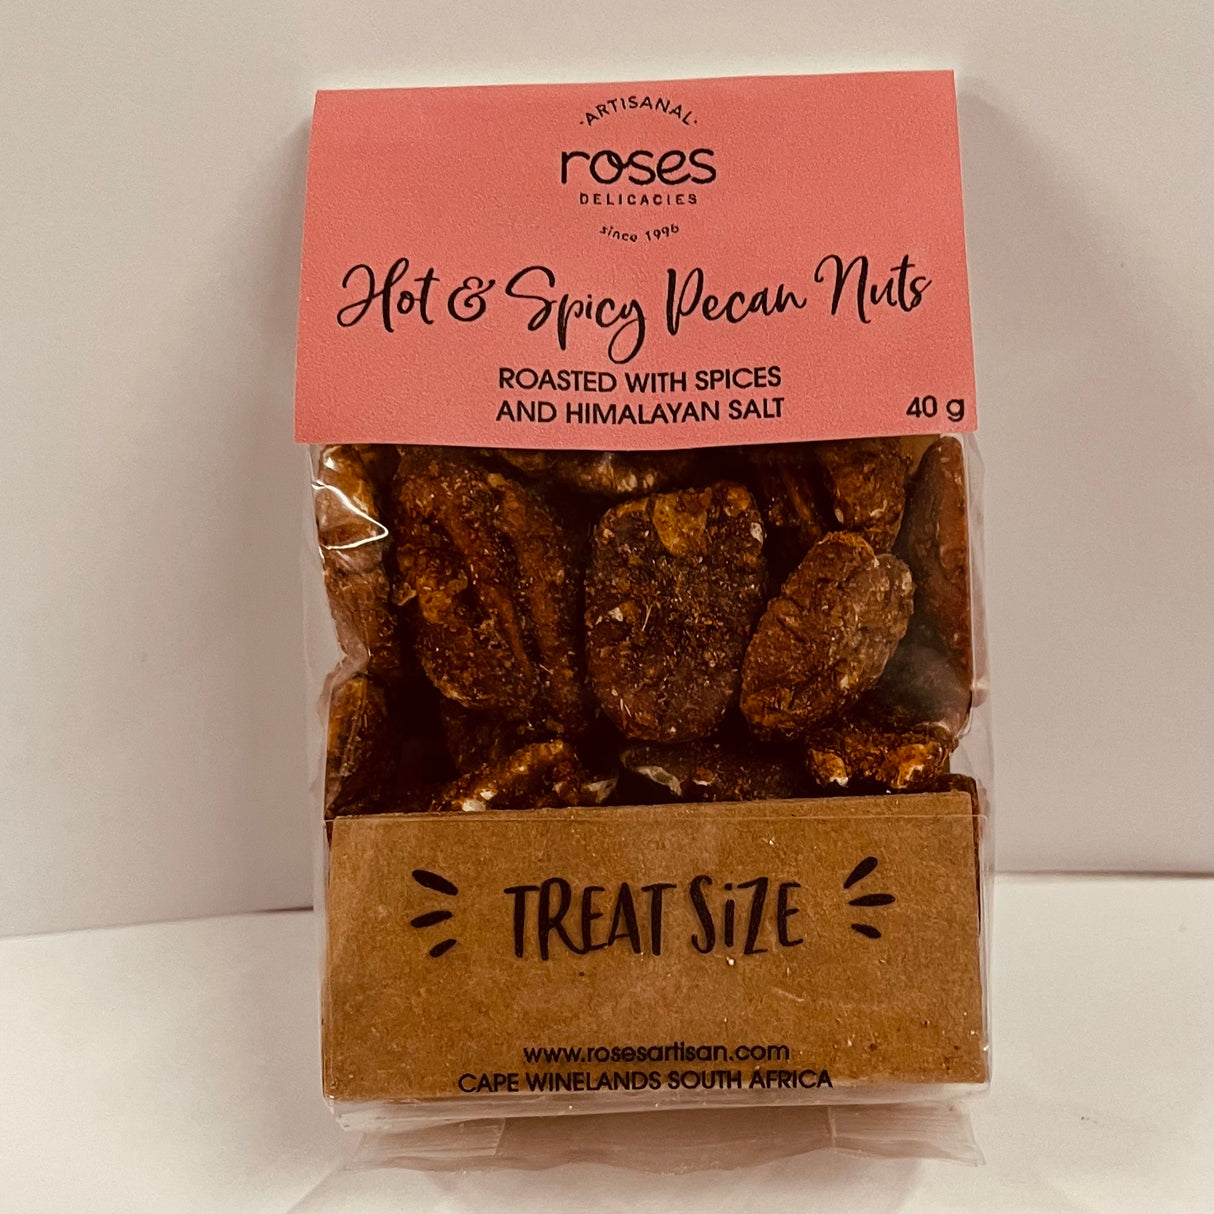 ·ARTISANAL·
roses
DELICACIES
since 1996
Hot & Spicy Pecan Nuts
ROASTED WITH SPICES
AND HIMALAYAN SALT
40 g
TREAT SiZE
www.rosesartisan.com
CAPE WINELANDS SOUTH AFRICA